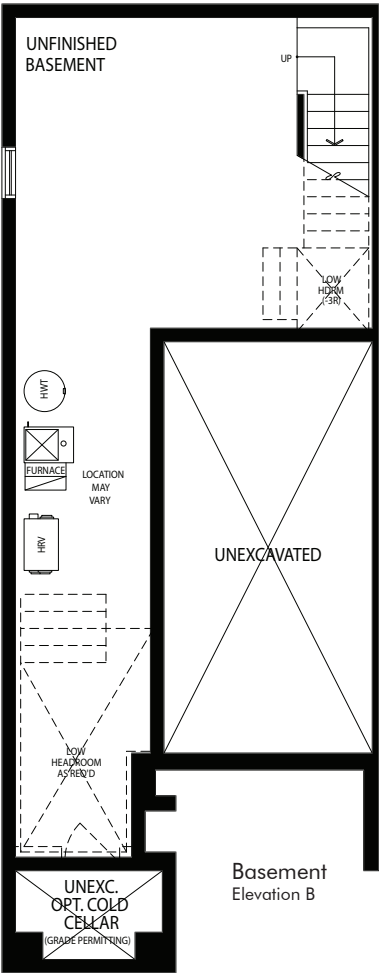 UNFINISHED
BASEMENT
UP
LOW
HDRM
(-3R)
HWT
FURNACE
LOCATION
MAY
VARY
HRV
UNEXCAVATED
LOW
HEADROOM
AS REQ'D
UNEXC.
OPT. COLD
CELLAR
(GRADE PERMITTING)
Basement
Elevation B